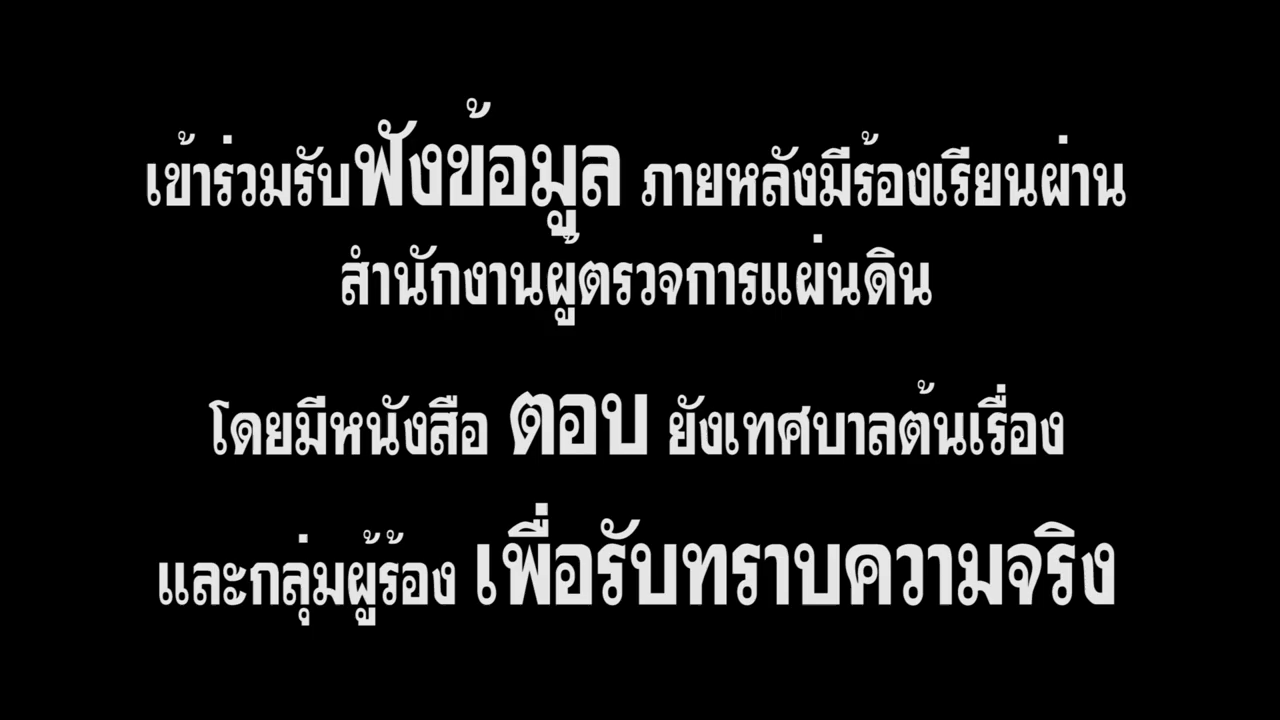 เข้าร่วมรับฟังข้อมูล ภายหลังมีร้องเรียนผ่าน
สำนักงานผู้ตรวจการแผ่นดิน
โดยมีหนังสือ ตอบ ยังเทศบาลต้นเรื่อง
และกลุ่มผู้ร้อง เพื่อรับทราบความจริง